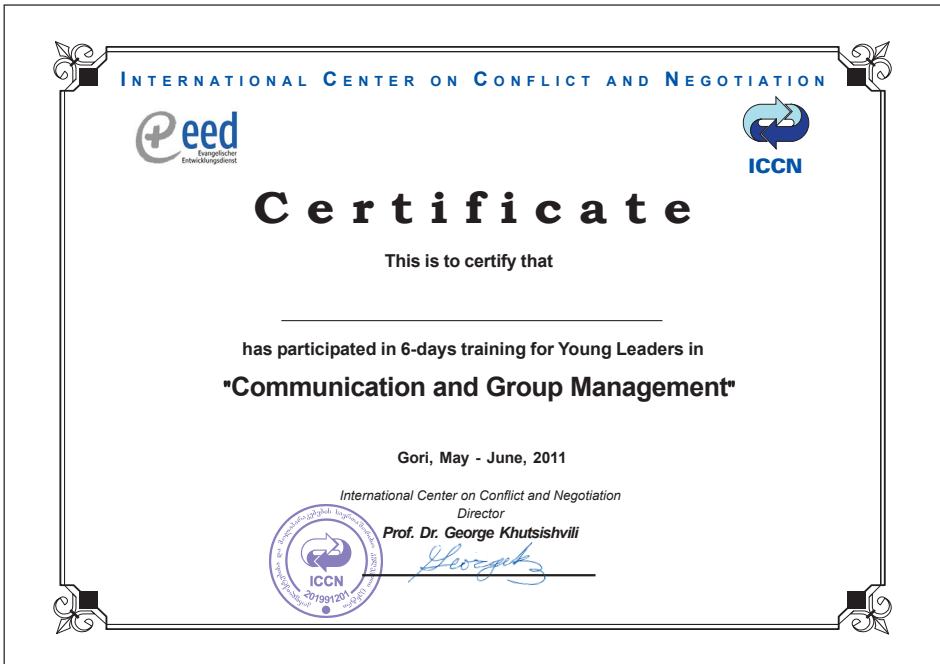 INTERNATIONAL CENTER ON CONFLICT AND NEGOTIATION
eed
Evangelischer
Entwicklungsdienst
ICCN
Certificate
This is to certify that
has participated in 6-days training for Young Leaders in
"Communication and Group Management"
Gori, May - June, 2011
International Center on Conflict and Negotiation
Director
Prof. Dr. George Khutsishvili
ICCN
201991201